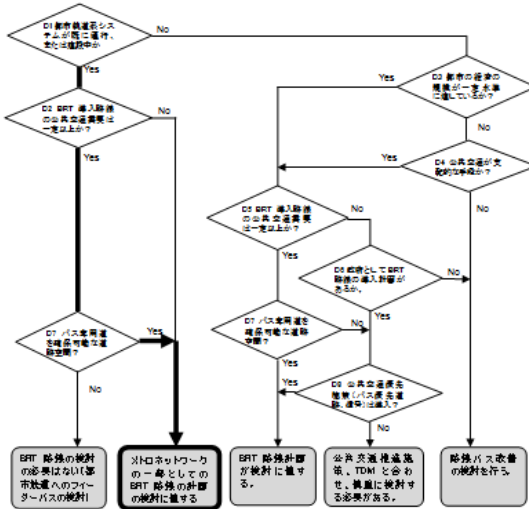 D1都市軌道系シス
テムが既に運行、
または建設中か
Yes
No
D2 BRT 導入路線
の公共交通需要は
一定以上か?
No
Yes
D3 都市の経済の
規模が一定水準
に達しているか?
Yes
No
D4 公共交通が支
配的な手段か?
Yes
No
D5 BRT 導入路線
の公共交通需要
は一定以上か?
No
Yes
D6政府としてBRT
路線の導入計画が
あるか。
No
Yes
D7 バス専用道
を確保可能な道
路空間?
Yes
No
D7 バス専用道
を確保可能な道路
空間?
No
Yes
D8 公共交通優先
施策(バス優先道
路、信号)は導入?
Yes
No
BRT 路線の検討
の必要はない(都
市鉄道へのフィー
ダーバスの検討)
メトロネットワーク
の一部としての
BRT 路線の計画
の検討に値する
BRT 路線計画
が検討に値す
る。
公共交通推進施
策、TDM と合わ
せ、慎重に検討す
る必要がある。
路線バス改善
の検討を行う。